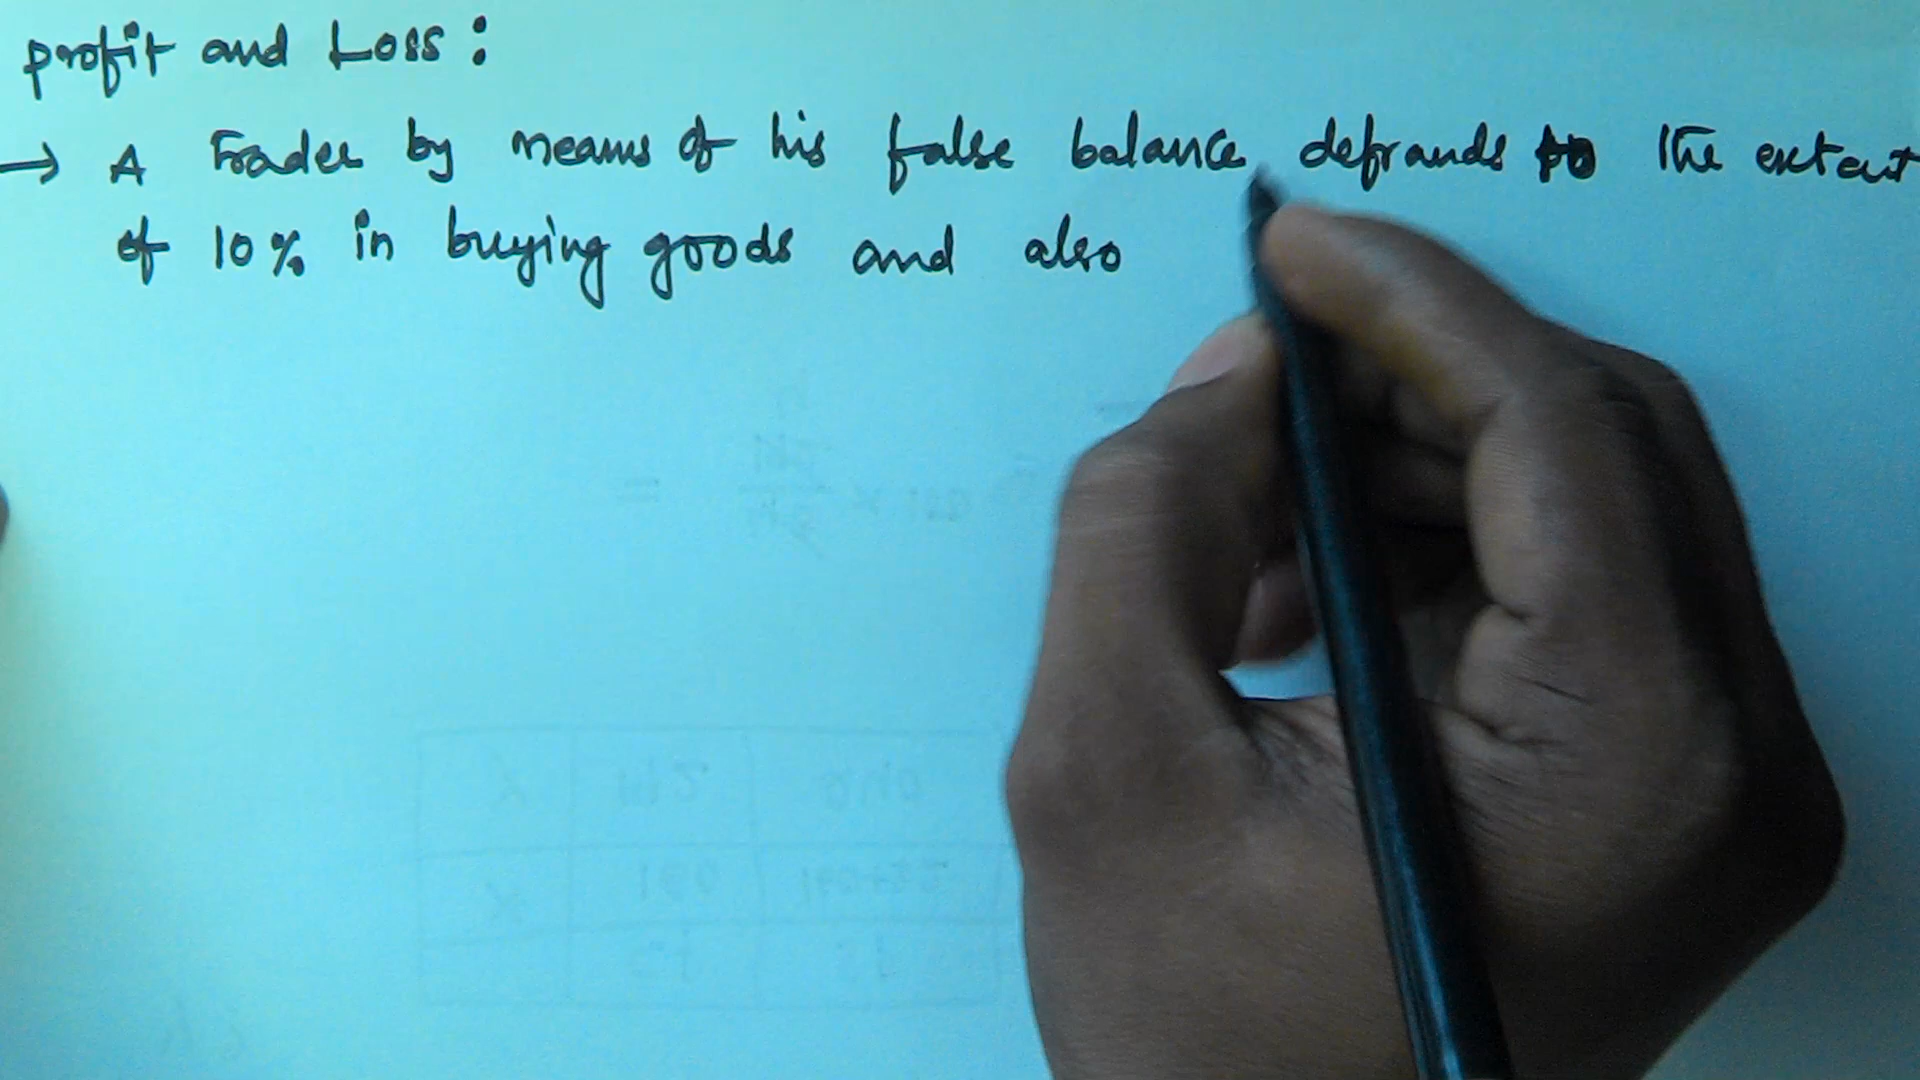 profit and Loss :
→ A Trader by means of his false balance defrauds to the extent
of 10% in buying goods and also